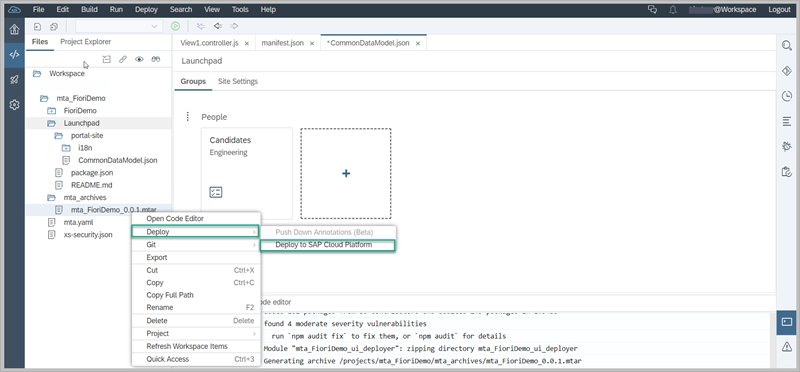 File Edit Build Run Deploy Search View Tools Help @Workspace Logout
Files Project Explorer
View1.controller.js × manifest.json × *CommonDataModel.json ×
Launchpad
Groups Site Settings
Workspace
mta_FioriDemo
FioriDemo
Launchpad
portal-site
i18n
CommonDataModel.json
package.json
README.md
mta_archives
mta_FioriDemo_0.0.1.mtar
mta.yaml
xs-security.json
People
Candidates
Engineering
+
Open Code Editor
Deploy
Git
Export
Cut Ctrl+X
Copy Ctrl+C
Copy Full Path
Rename F2
Delete Delete
Project
Refresh Workspace Items
Quick Access Ctrl+3
Push Down Annotations (Beta)
Deploy to SAP Cloud Platform
code editor
found 4 moderate severity vulnerabilities
run `npm audit fix` to fix them, or `npm audit` for details
Module "mta_FioriDemo_ui_deployer": zipping directory mta_FioriDemo_ui_deployer
Generating archive /projects/mta_FioriDemo/mta_archives/mta_FioriDemo_0.0.1.mtar